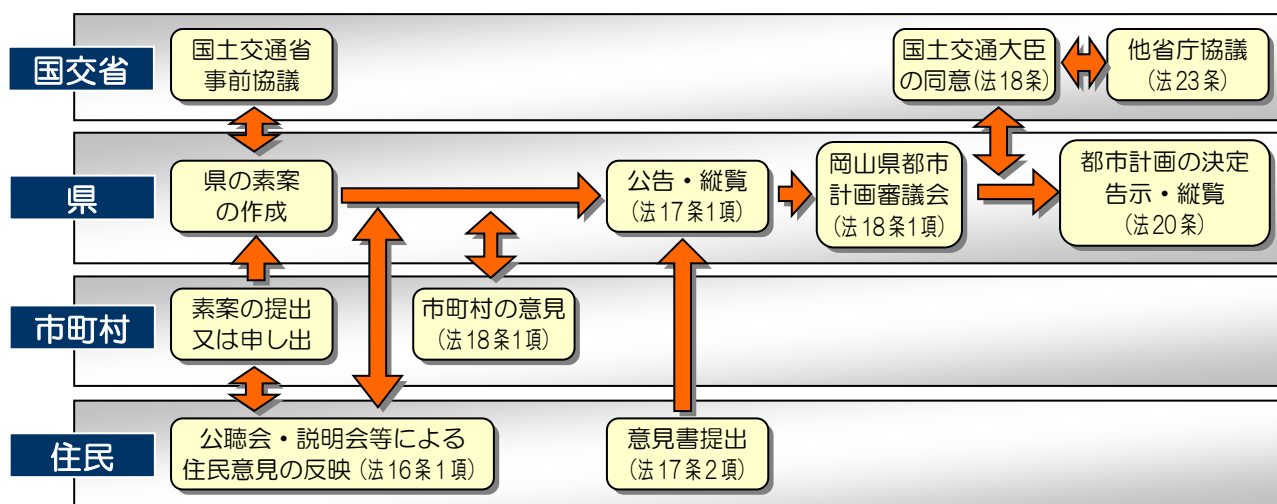 国交省
国土交通省
事前協議
国土交通大臣
の同意(法18条)
他省庁協議
(法23条)
県
県の素案
の作成
公告・縦覧
(法17条1項)
岡山県都市
計画審議会
(法18条1項)
都市計画の決定
告示・縦覧
(法20条)
市町村
素案の提出
又は申し出
市町村の意見
(法18条1項)
住民
公聴会・説明会等による
住民意見の反映(法16条1項)
意見書提出
(法17条2項)